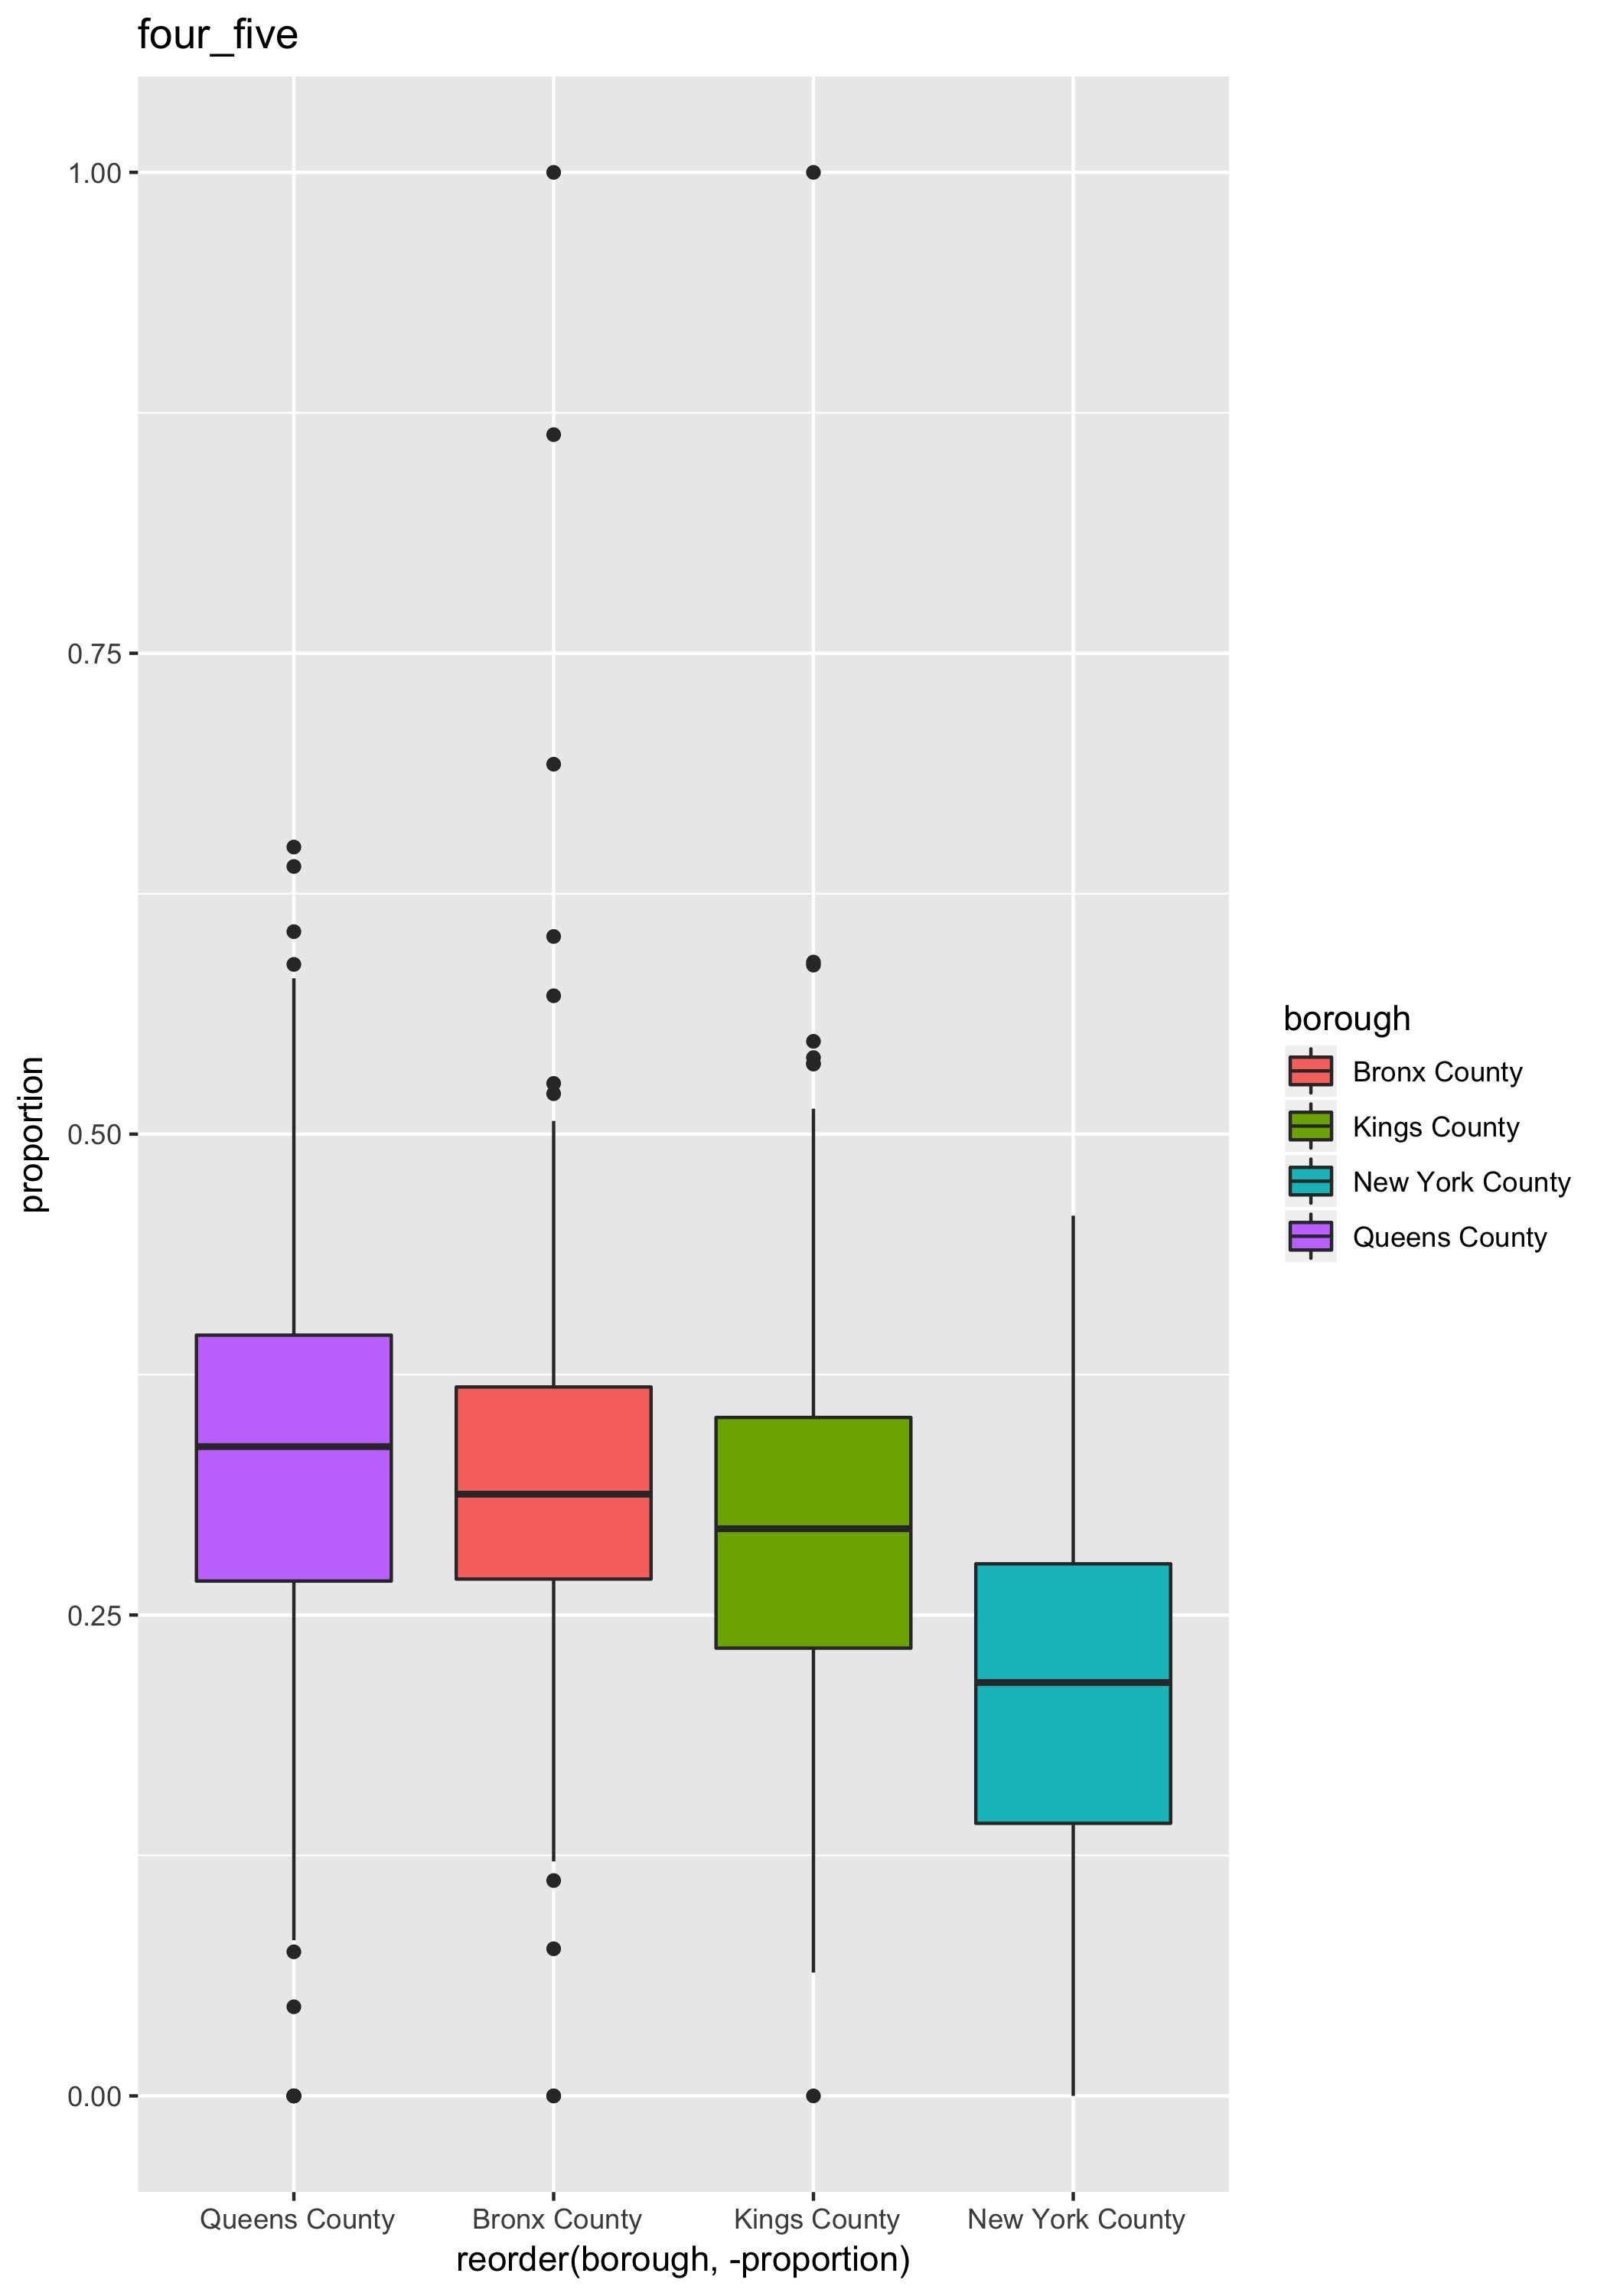 four_five
1.00
0.75
0.50
0.25
0.00
proportion
Queens County
Bronx County
Kings County
New York County
reorder(borough, -proportion)
borough
Bronx County
Kings County
New York County
Queens County